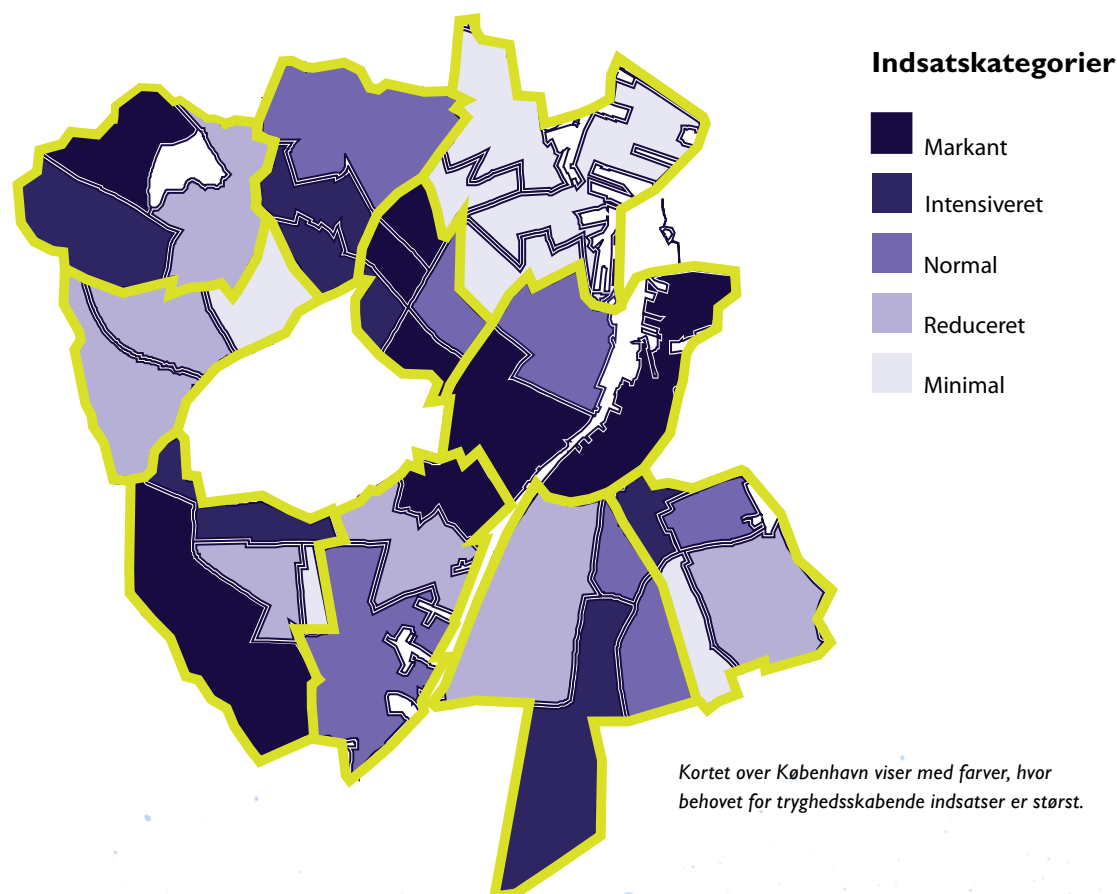 Indsatskategorier
Markant
Intensiveret
Normal
Reduceret
Minimal
Kortet over København viser med farver, hvor
behovet for tryghedsskabende indsatser er størst.